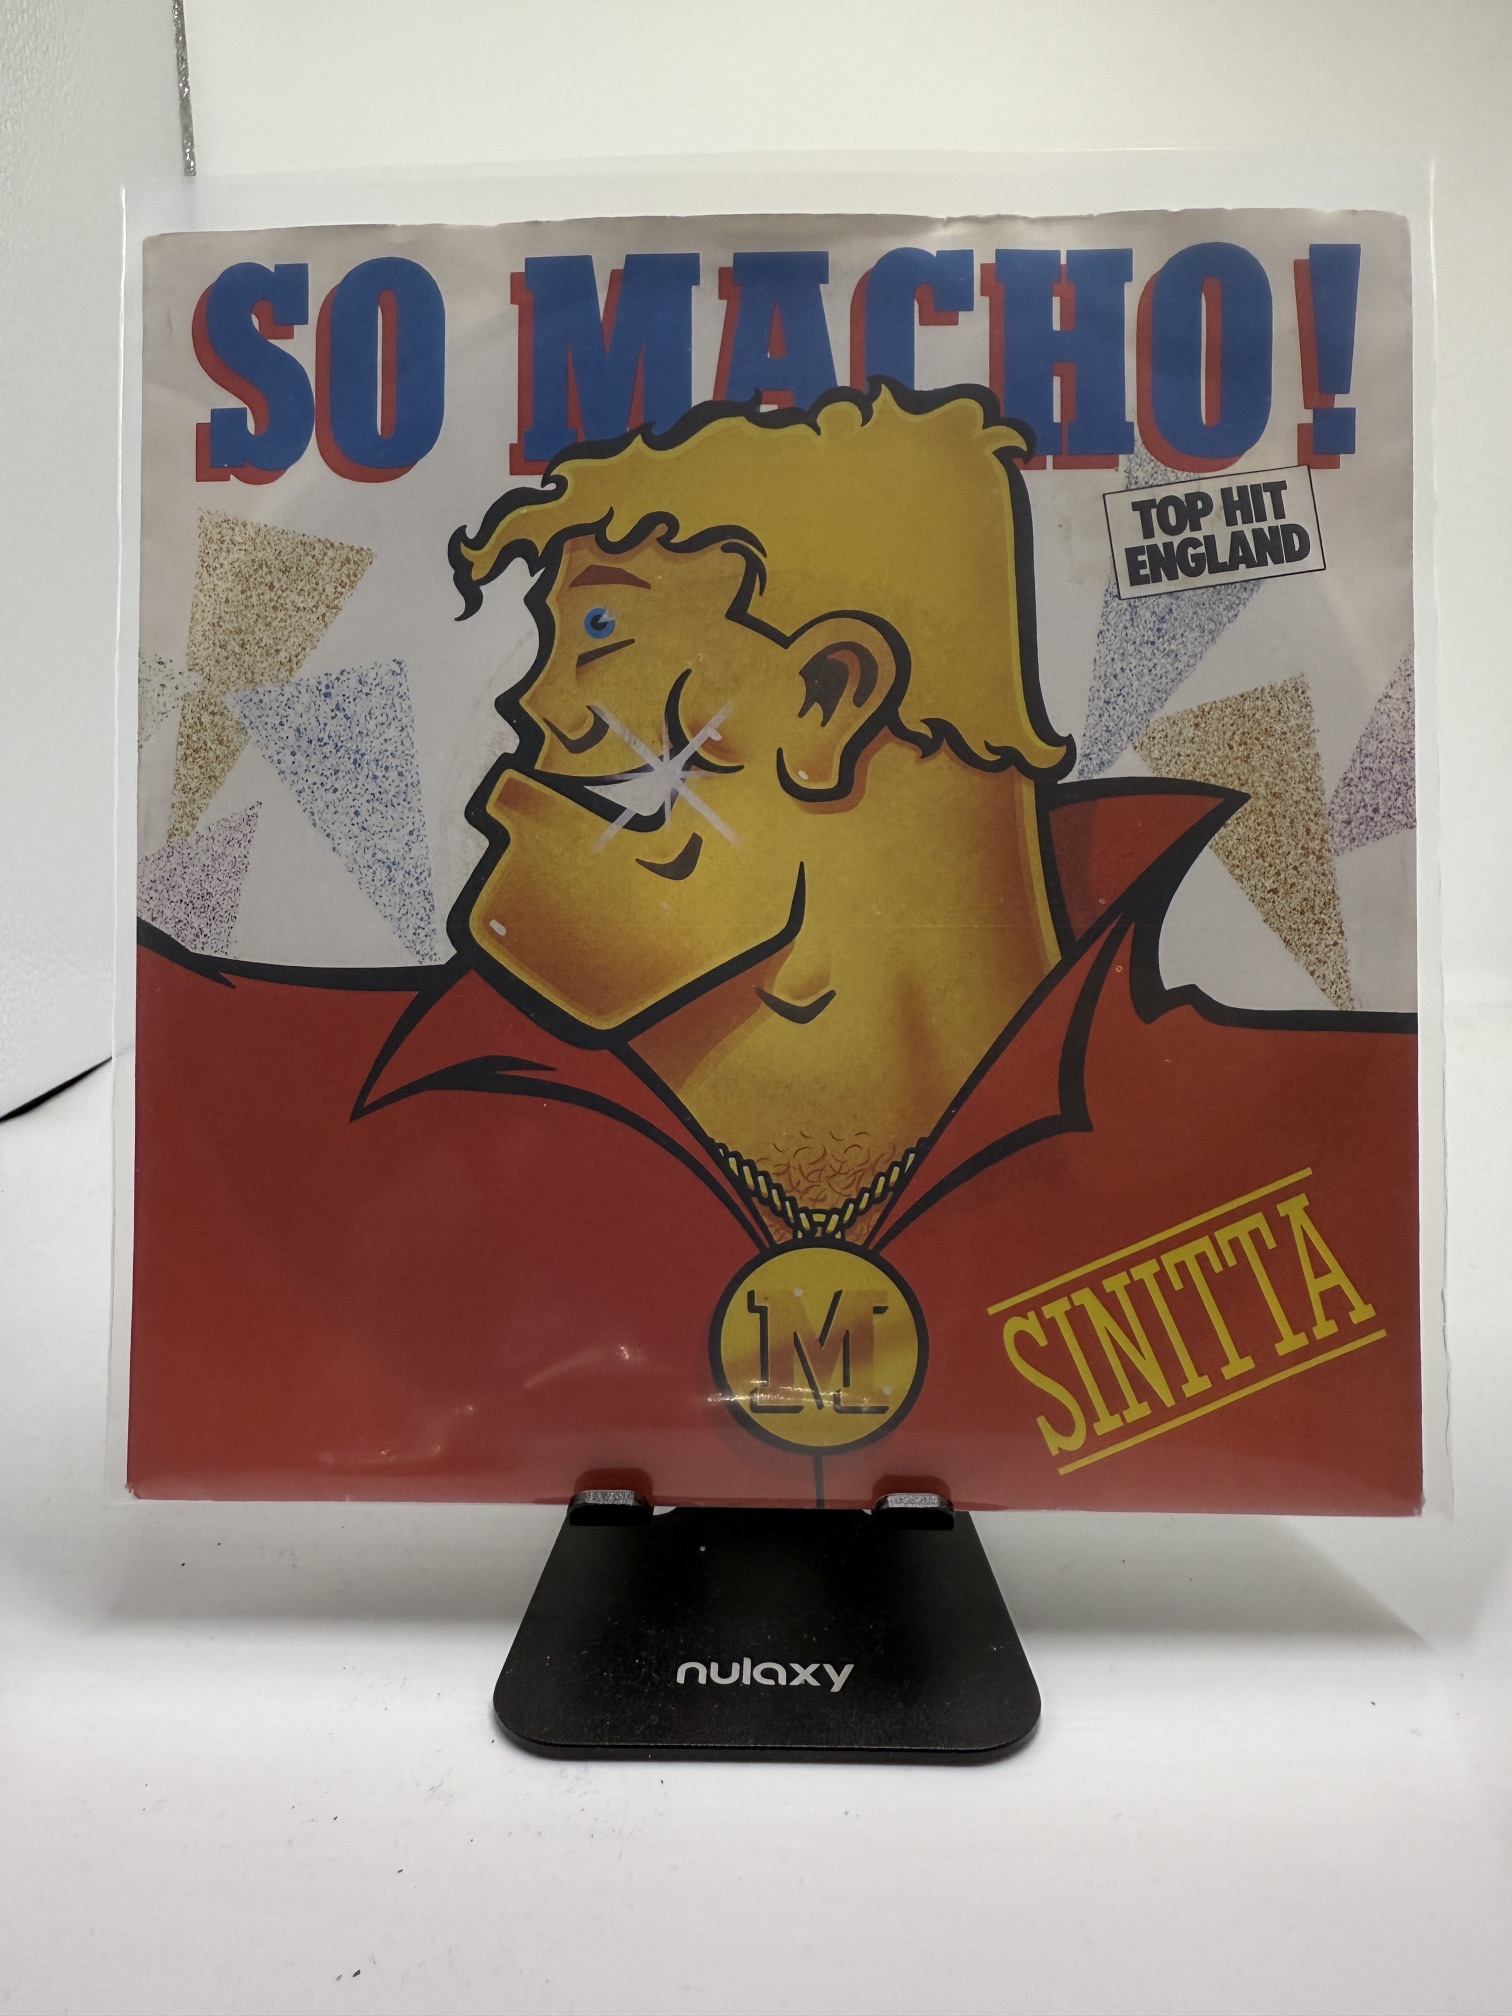 SO MACHO!
TOP HIT
ENGLAND
M
SINITTA
nulaxy